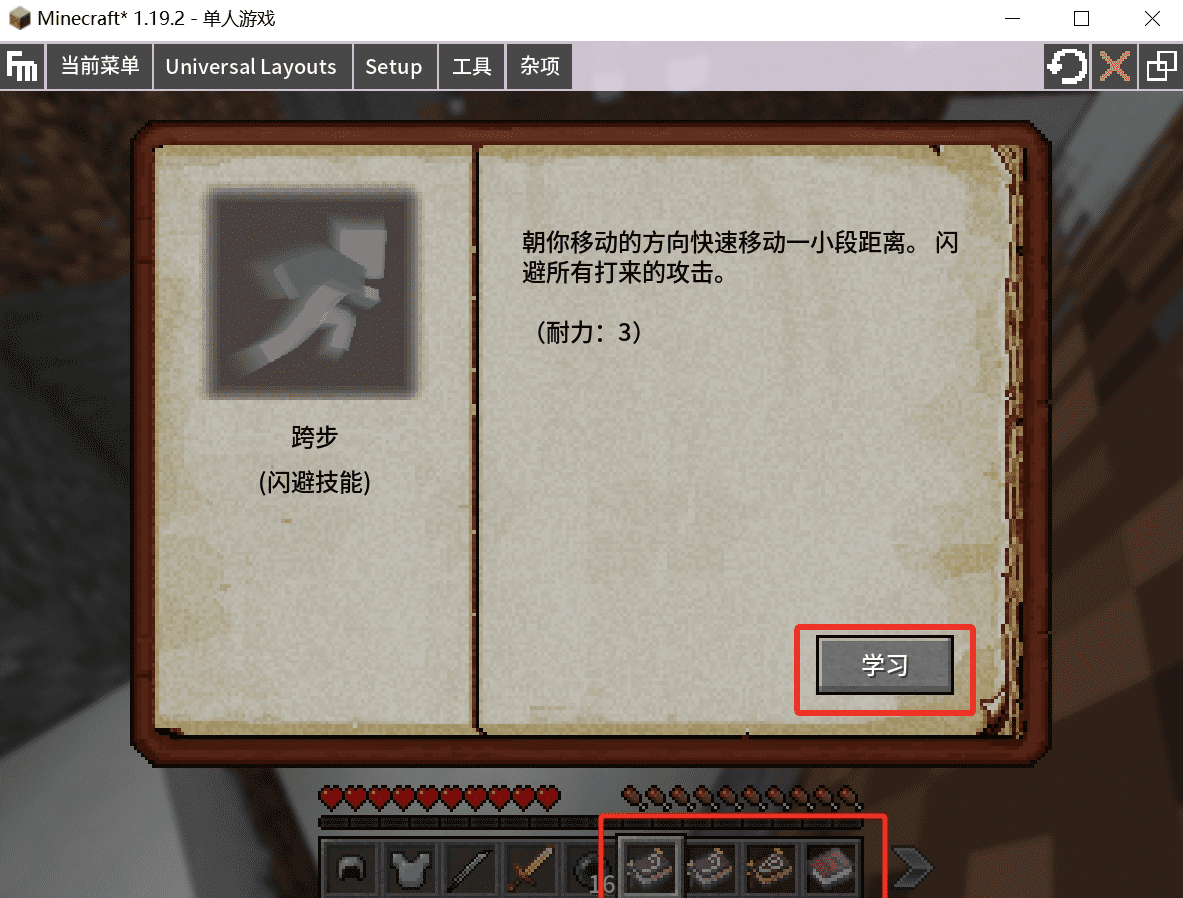 Minecraft* 1.19.2 - 单人游戏
Fm 当前菜单 Universal Layouts Setup 工具 杂项
朝你移动的方向快速移动一小段距离。 闪
避所有打来的攻击。
（耐力：3）
跨步
(闪避技能)
学习
16